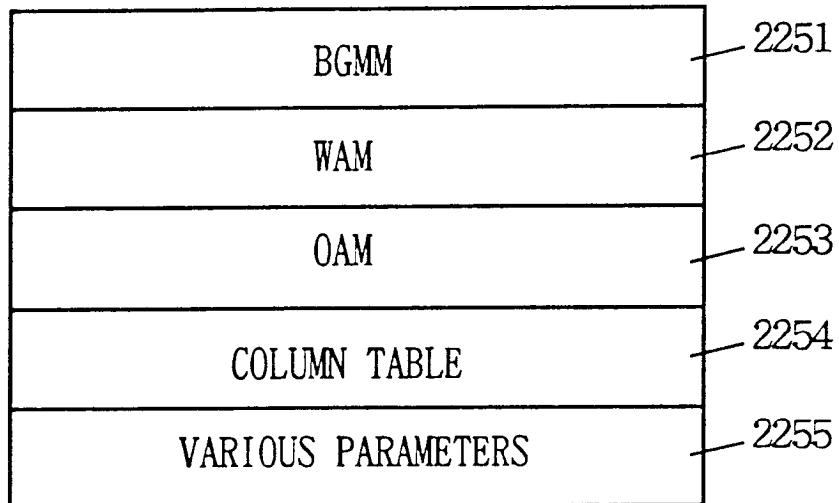 BGMM 2251
WAM 2252
OAM 2253
COLUMN TABLE 2254
VARIOUS PARAMETERS 2255